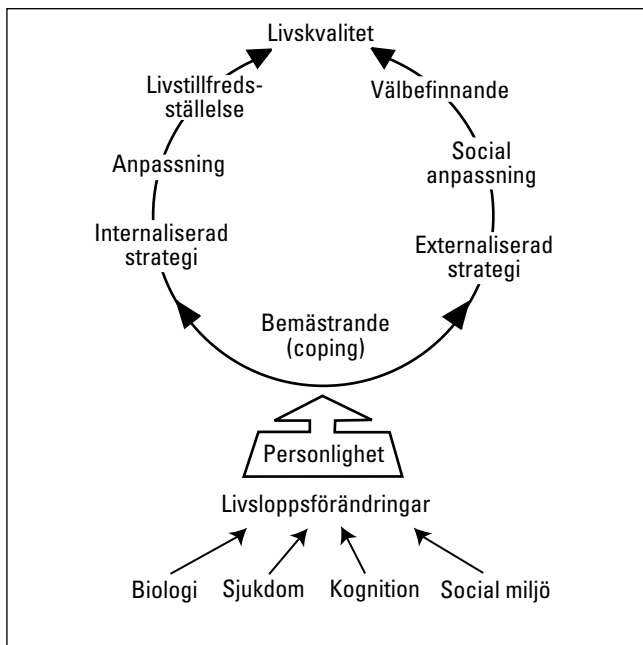 Livskvalitet
Livstillfreds-
ställelse
Välbefinnande
Anpassning
Social
anpassning
Internaliserad
strategi
Externaliserad
strategi
Bemästrande
(coping)
Personlighet
Livsloppsförändringar
Biologi
Sjukdom
Kognition
Social miljö